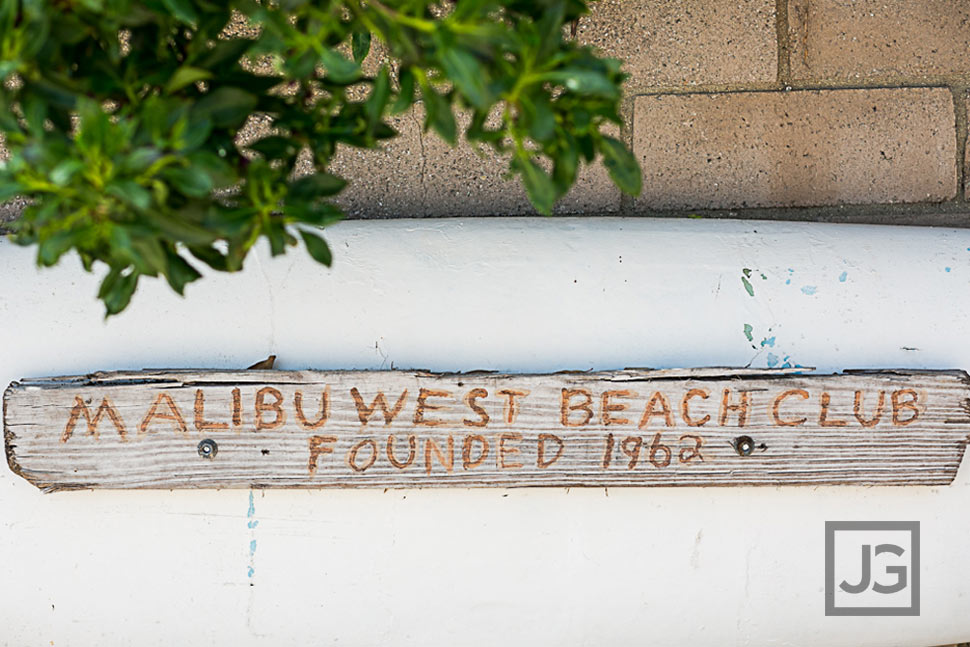 MALIBU WEST BEACH CLUB
FOUNDED 1962
JG